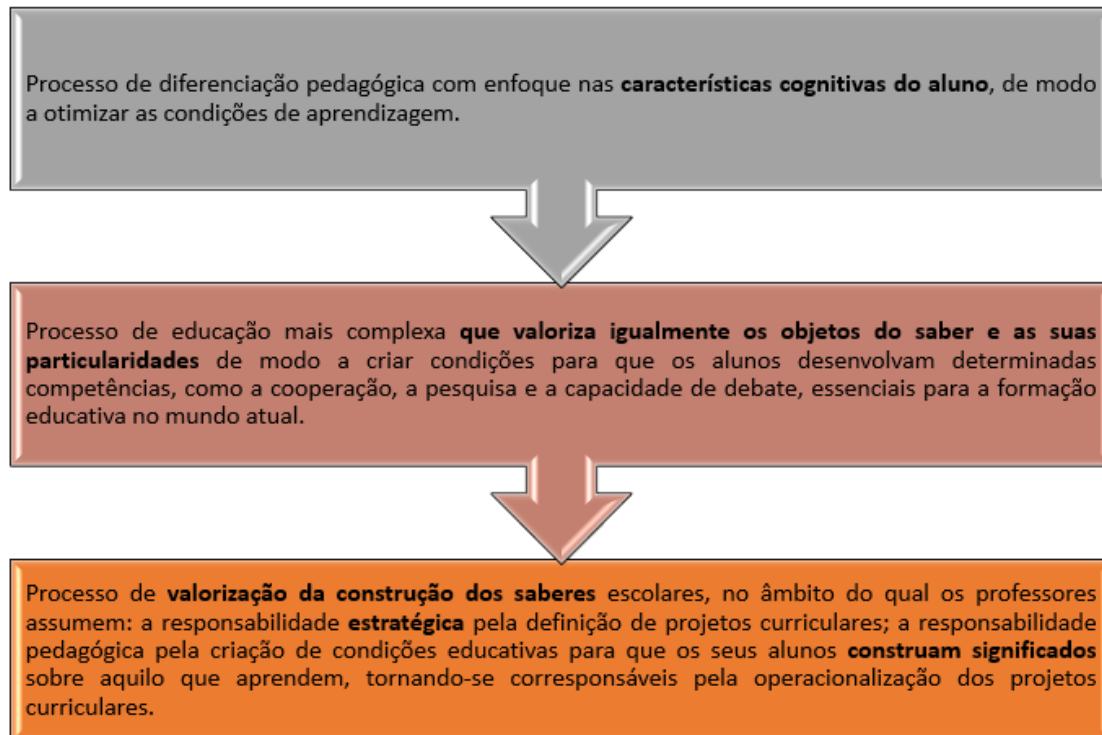 Processo de diferenciação pedagógica com enfoque nas características cognitivas do aluno, de modo
a otimizar as condições de aprendizagem.
Processo de educação mais complexa que valoriza igualmente os objetos do saber e as suas
particularidades de modo a criar condições para que os alunos desenvolvam determinadas
competências, como a cooperação, a pesquisa e a capacidade de debate, essenciais para a formação
educativa no mundo atual.
Processo de valorização da construção dos saberes escolares, no âmbito do qual os professores
assumem: a responsabilidade estratégica pela definição de projetos curriculares; a responsabilidade
pedagógica pela criação de condições educativas para que os seus alunos construam significados
sobre aquilo que aprendem, tornando-se corresponsáveis pela operacionalização dos projetos
curriculares.